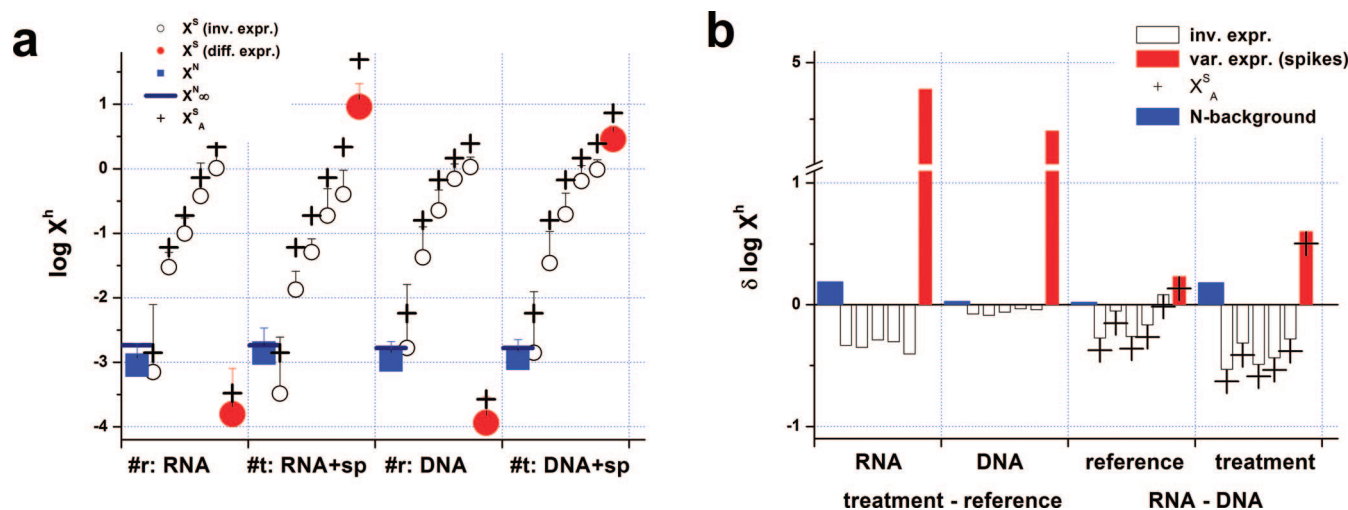 a
X^S (inv. expr.)
X^S (diff. expr.)
X^N
X^N∞
X^S_A
log X^h
1
0
-1
-2
-3
-4
#r: RNA #t: RNA+sp #r: DNA #t: DNA+sp
b
inv. expr.
var. expr. (spikes)
X^S_A
N-background
δ log X^h
5
1
0
-1
RNA DNA reference treatment
treatment - reference RNA - DNA